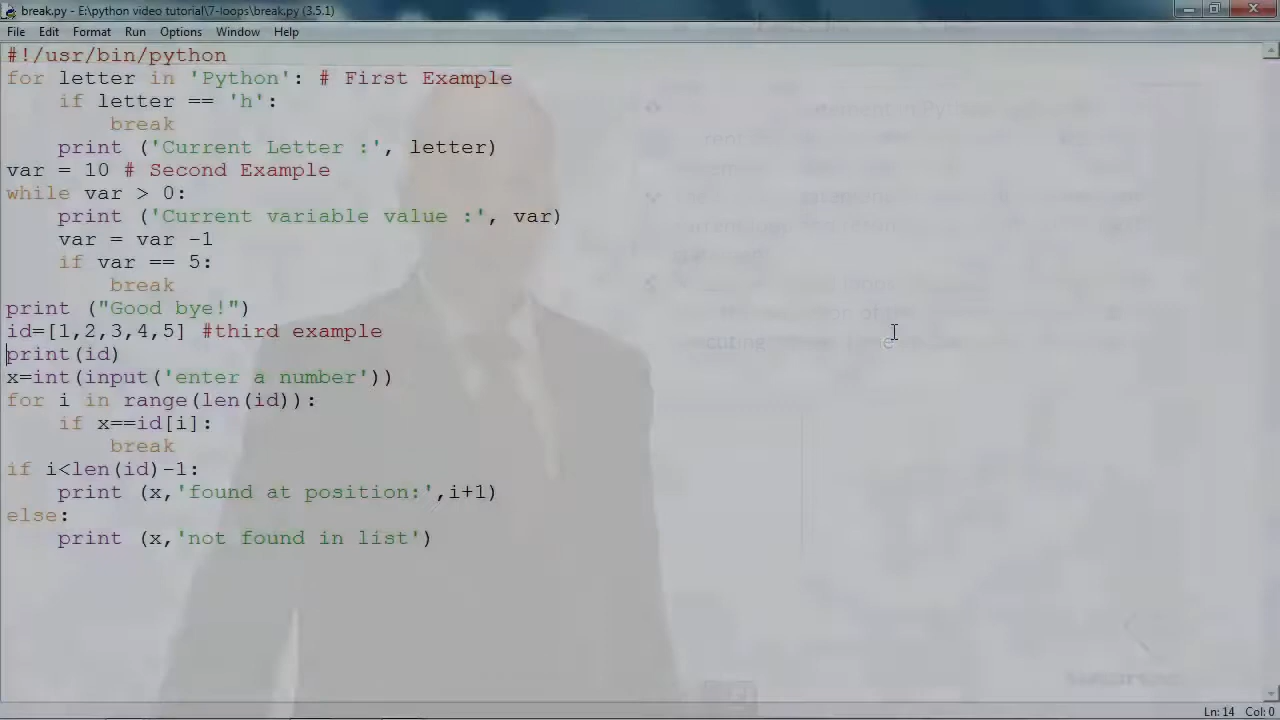 break.py - E:\python video tutorial\7-loops\break.py (3.5.1)
File Edit Format Run Options Window Help
#!/usr/bin/python
for letter in 'Python': # First Example
    if letter == 'h':
        break
    print ('Current Letter :', letter)
var = 10 # Second Example
while var > 0:
    print ('Current variable value :', var)
    var = var -1
    if var == 5:
        break
print ("Good bye!")
id=[1,2,3,4,5] #third example
print(id)
x=int(input('enter a number'))
for i in range(len(id)):
    if x==id[i]:
        break
if i<len(id)-1:
    print (x,'found at position:',i+1)
else:
    print (x,'not found in list')
Ln: 14 Col: 0